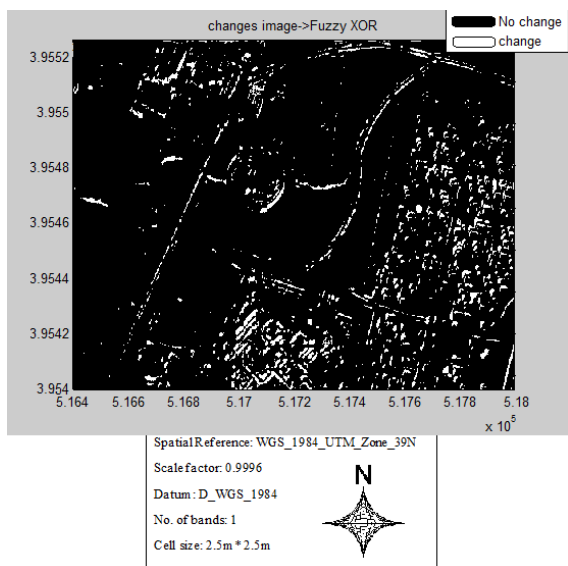 changes image->Fuzzy XOR
No change
change
3.9552
3.955
3.9548
3.9546
3.9544
3.9542
3.954
5.164 5.166 5.168 5.17 5.172 5.174 5.176 5.178 5.18
x 10⁵
Spatial Reference: WGS_1984_UTM_Zone_39N
Scale factor: 0.9996
Datum : D_WGS_1984
No. of bands: 1
Cell size: 2.5m * 2.5m
N